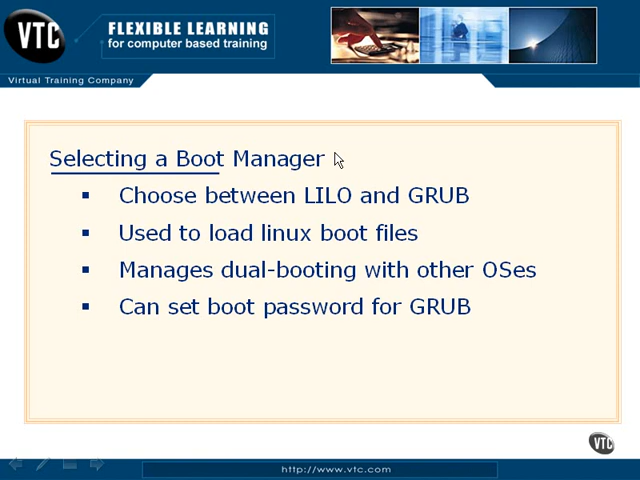 VTC
FLEXIBLE LEARNING
for computer based training
Virtual Training Company
Selecting a Boot Manager
▪ Choose between LILO and GRUB
▪ Used to load linux boot files
▪ Manages dual-booting with other OSes
▪ Can set boot password for GRUB
VTC
http://www.vtc.com